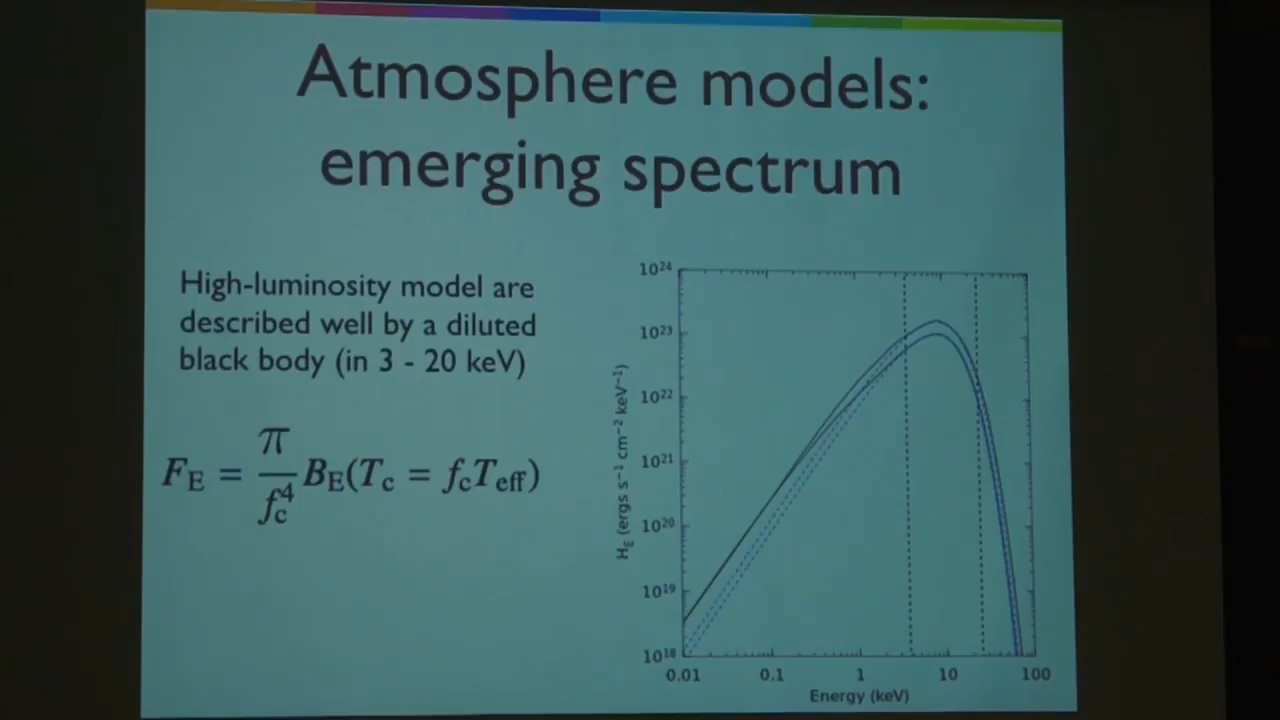 Atmosphere models:
emerging spectrum
High-luminosity model are
described well by a diluted
black body (in 3 - 20 keV)
F_E = π/f_c^4 B_E(T_c = f_cT_eff)
10^24
10^23
10^22
10^21
10^20
10^19
10^18
H_E (ergs s^−1 cm^−2 keV^−1)
0.01 0.1 1 10 100
Energy (keV)